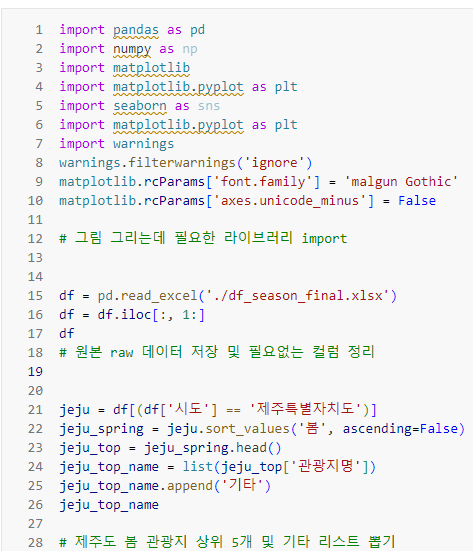 1 import pandas as pd
2 import numpy as np
3 import matplotlib
4 import matplotlib.pyplot as plt
5 import seaborn as sns
6 import matplotlib.pyplot as plt
7 import warnings
8 warnings.filterwarnings('ignore')
9 matplotlib.rcParams['font.family'] = 'malgun Gothic'
10 matplotlib.rcParams['axes.unicode_minus'] = False
11
12 # 그림 그리는데 필요한 라이브러리 import
13
14
15 df = pd.read_excel('./df_season_final.xlsx')
16 df = df.iloc[:, 1:]
17 df
18 # 원본 raw 데이터 저장 및 필요없는 컬럼 정리
19
20
21 jeju = df[(df['시도'] == '제주특별자치도')]
22 jeju_spring = jeju.sort_values('봄', ascending=False)
23 jeju_top = jeju_spring.head()
24 jeju_top_name = list(jeju_top['관광지명'])
25 jeju_top_name.append('기타')
26 jeju_top_name
27
28 # 제주도 봄 관광지 상위 5개 및 기타 리스트 뽑기